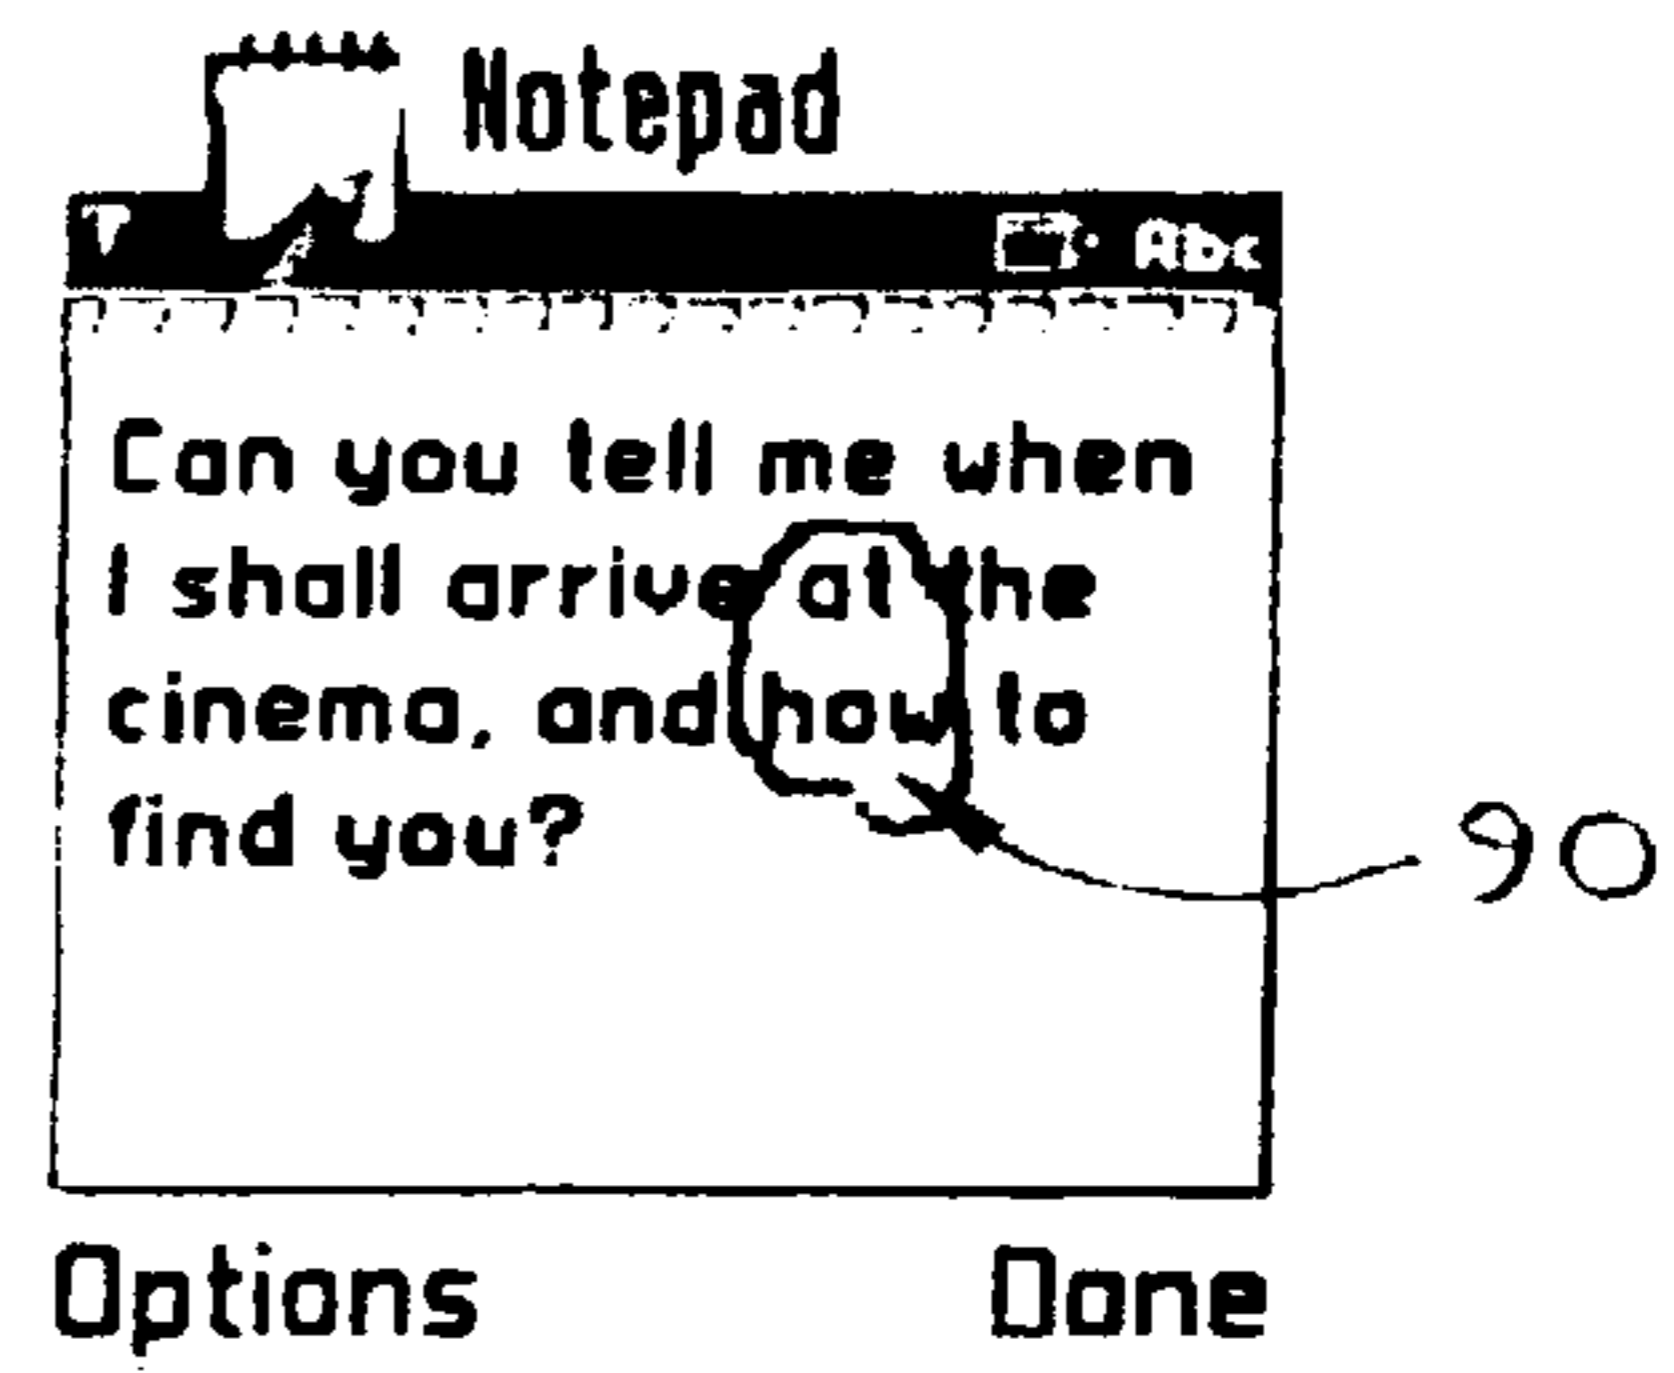 Notepad
Abc
Can you tell me when
I shall arrive at the
cinema, and how to
find you?
90
Options
Done